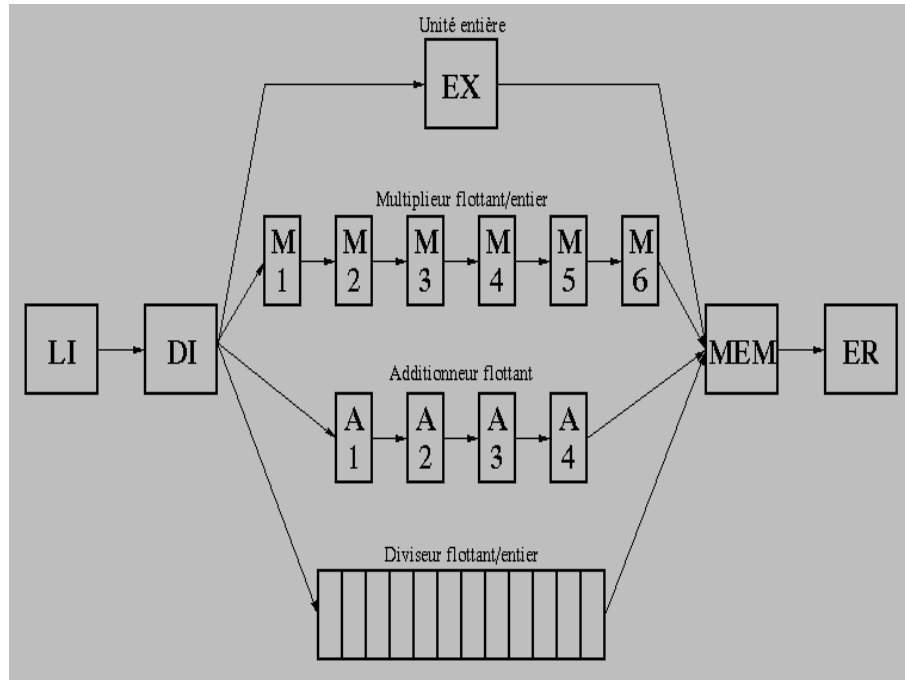 Unité entière
EX
Multiplieur flottant/entier
M M M M M M
1 2 3 4 5 6
LI DI MEM ER
Additionneur flottant
A A A A
1 2 3 4
Diviseur flottant/entier